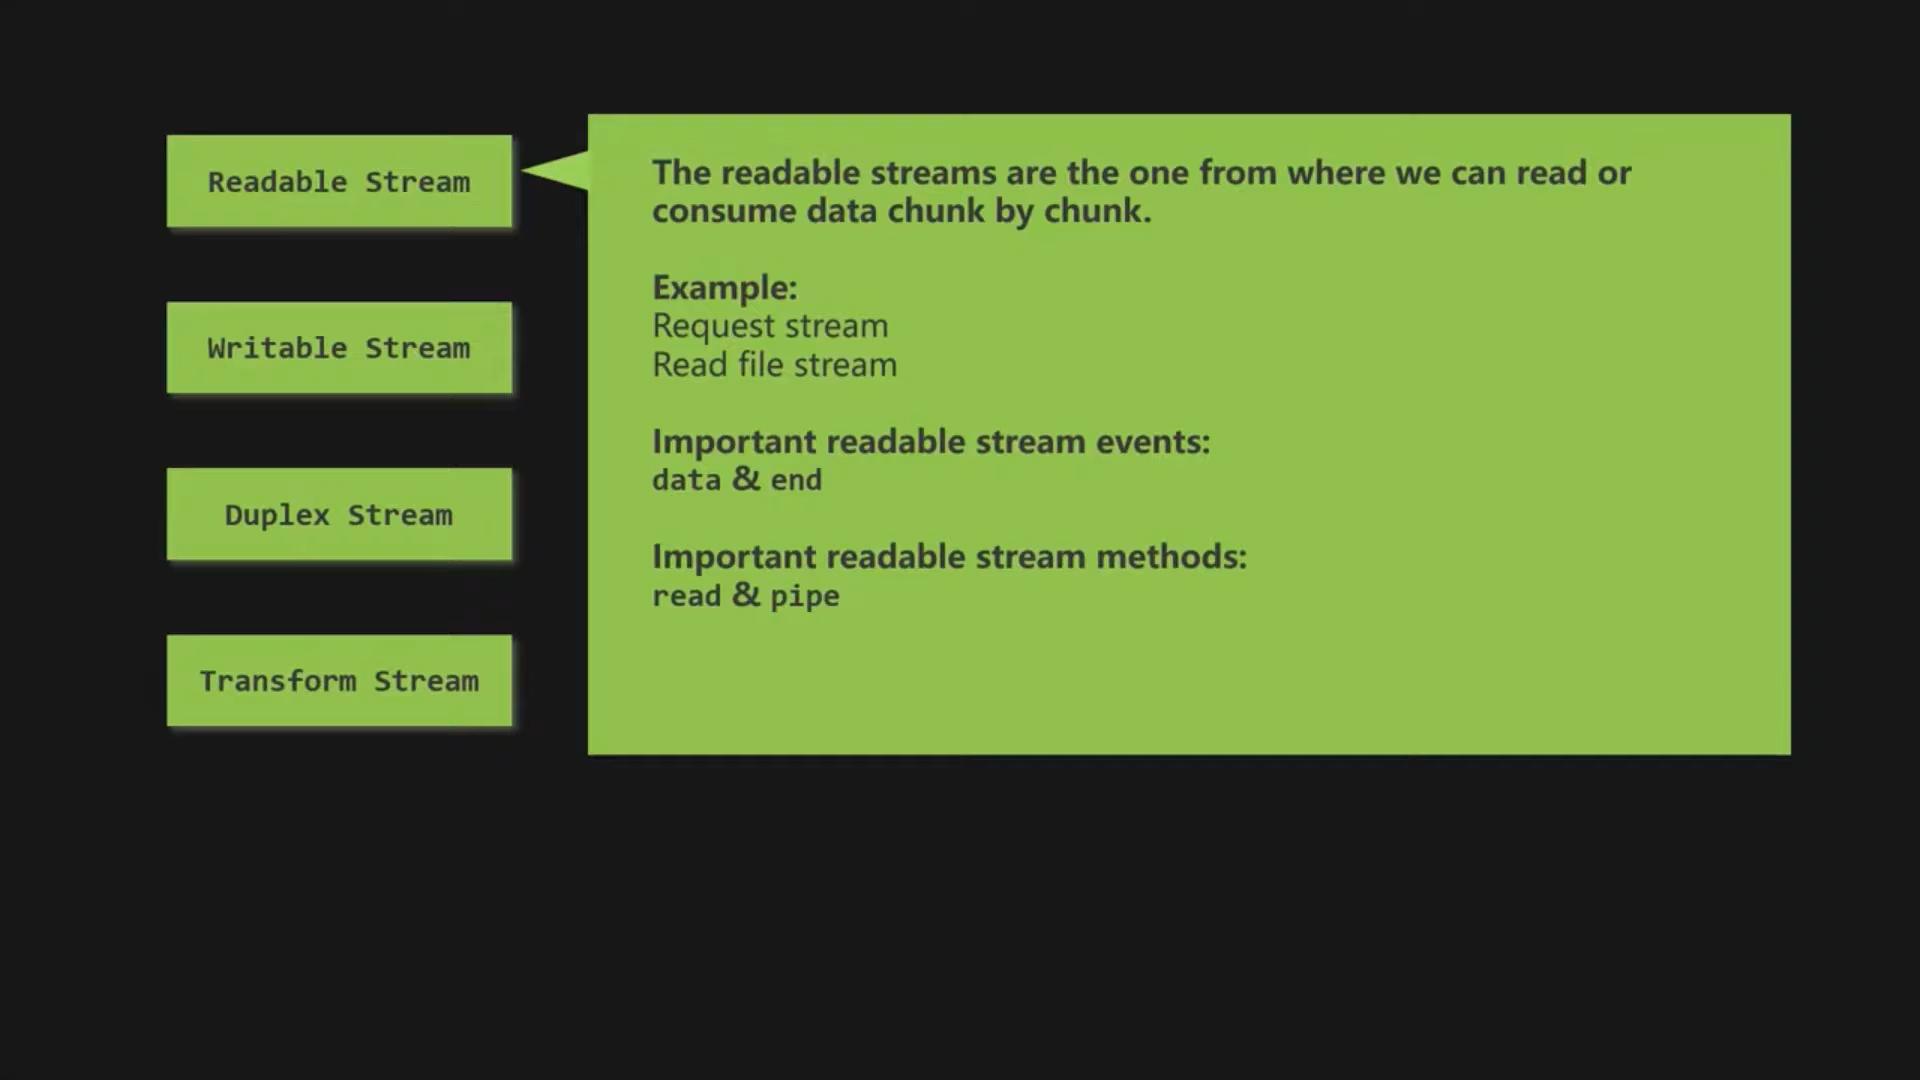 Readable Stream
Writable Stream
Duplex Stream
Transform Stream
The readable streams are the one from where we can read or
consume data chunk by chunk.
Example:
Request stream
Read file stream
Important readable stream events:
data & end
Important readable stream methods:
read & pipe